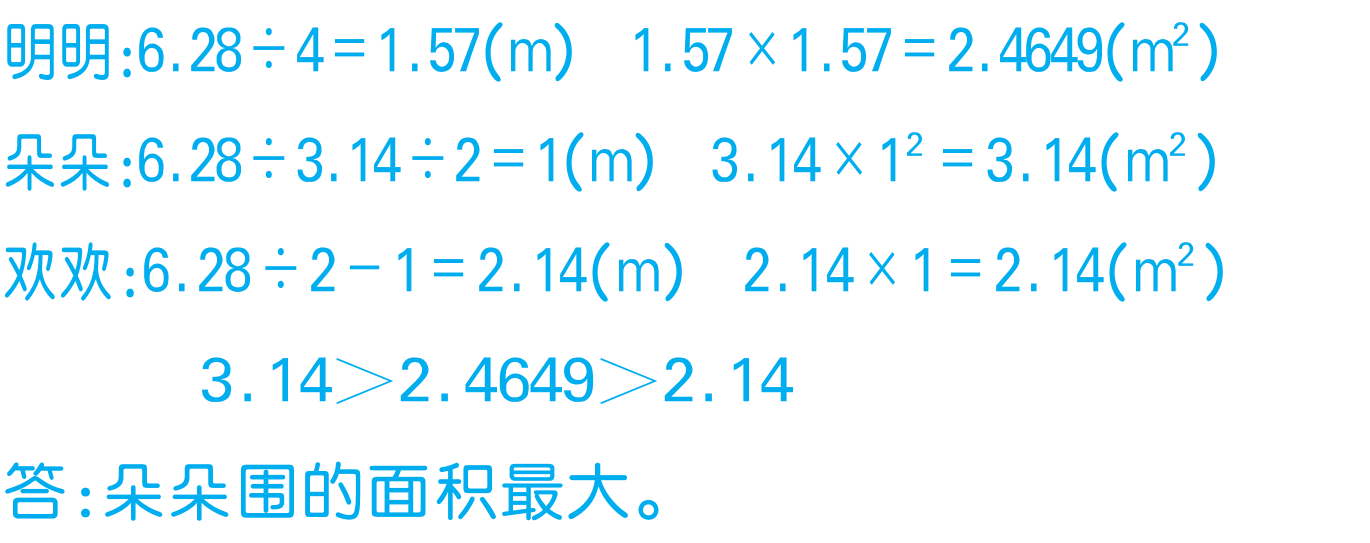 明明:6.28÷4=1.57(m) 1.57×1.57=2.4649(m²)
朵朵:6.28÷3.14÷2=1(m) 3.14×1²=3.14(m²)
欢欢:6.28÷2-1=2.14(m) 2.14×1=2.14(m²)
3.14>2.4649>2.14
答:朵朵围的面积最大。